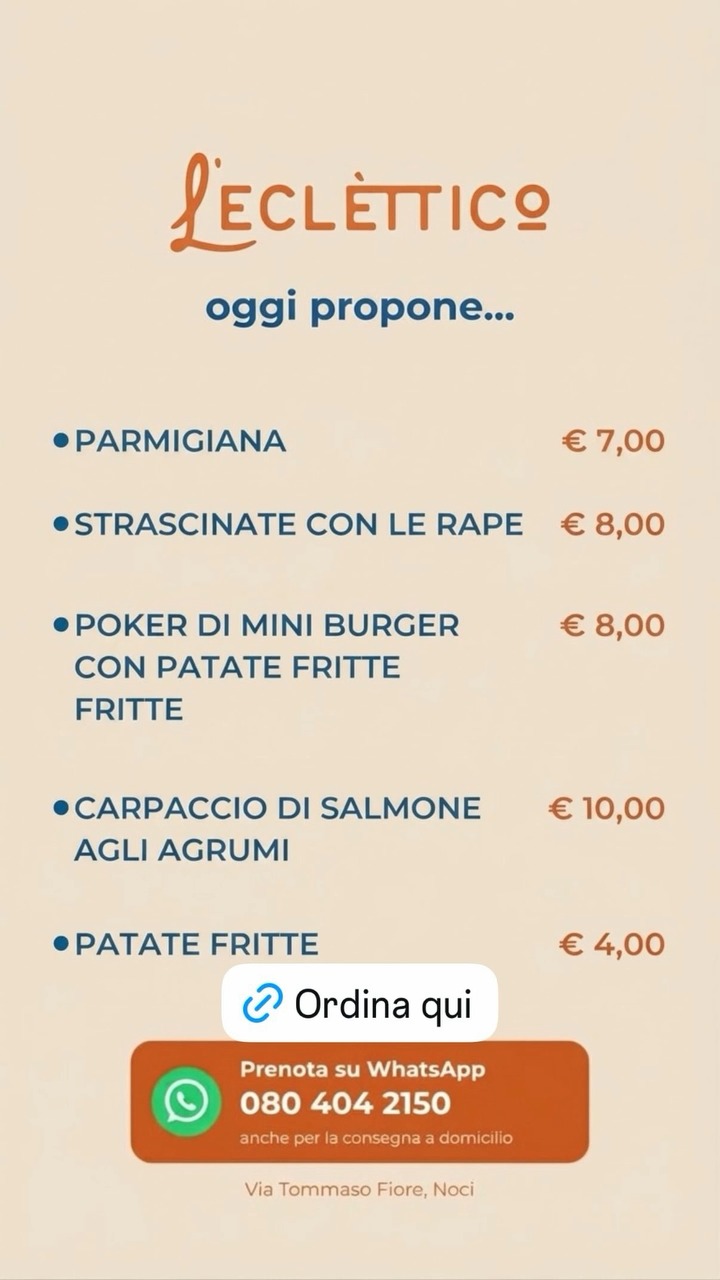 L'ECLÈTTICO
oggi propone...
•PARMIGIANA € 7,00
•STRASCINATE CON LE RAPE € 8,00
•POKER DI MINI BURGER € 8,00
CON PATATE FRITTE
FRITTE
•CARPACCIO DI SALMONE € 10,00
AGLI AGRUMI
•PATATE FRITTE € 4,00
Ordina qui
Prenota su WhatsApp
080 404 2150
anche per la consegna a domicilio
Via Tommaso Fiore, Noci